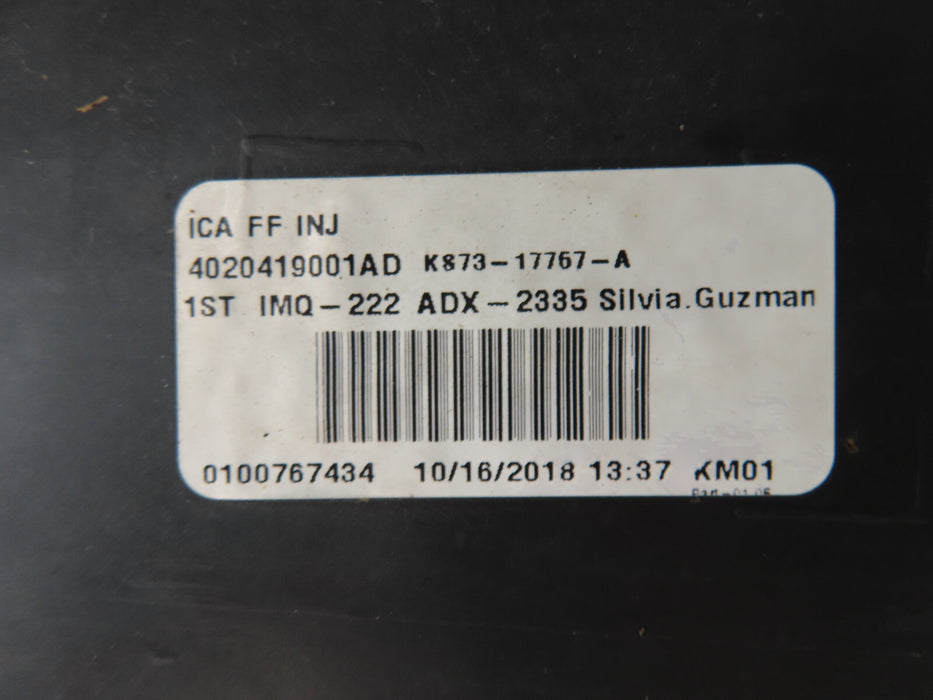 ICA FF INJ
4020419001AD K873-17757-A
1ST IMQ-222 ADX-2335 Silvia.Guzman
0100767434 10/16/2018 13:37 KM01